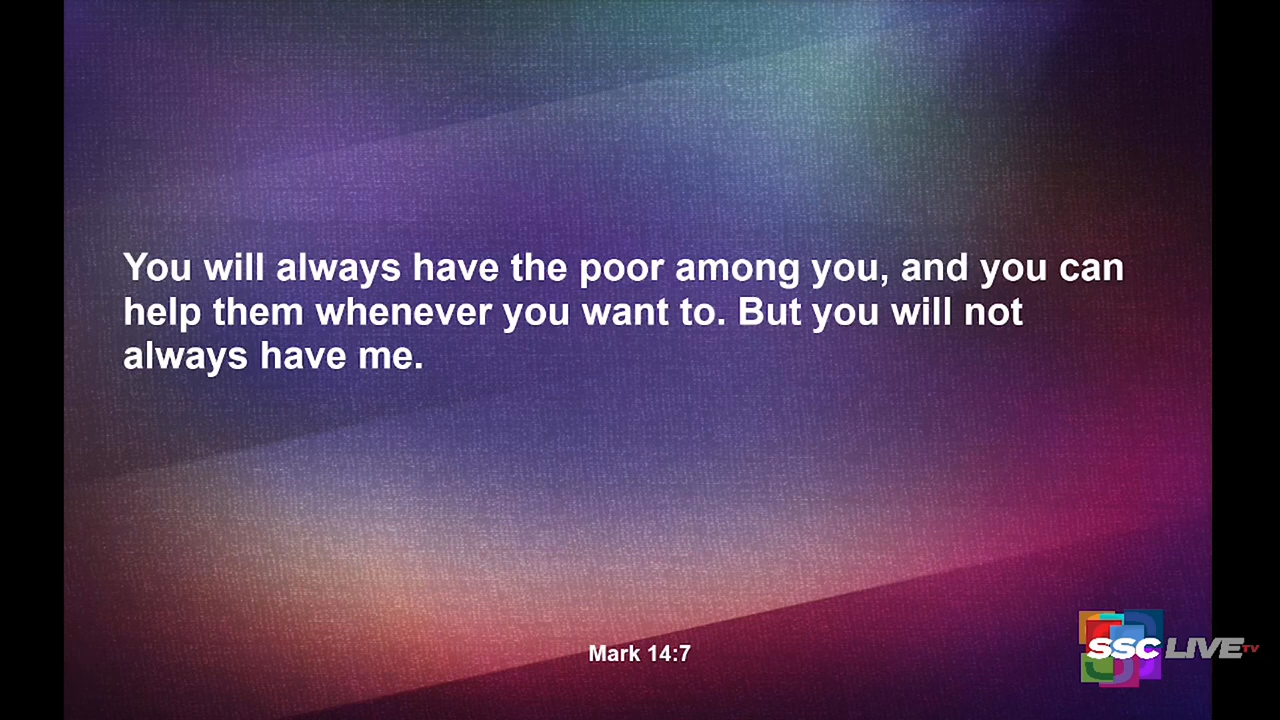 You will always have the poor among you, and you can
help them whenever you want to. But you will not
always have me.
Mark 14:7
SSC LIVE TV